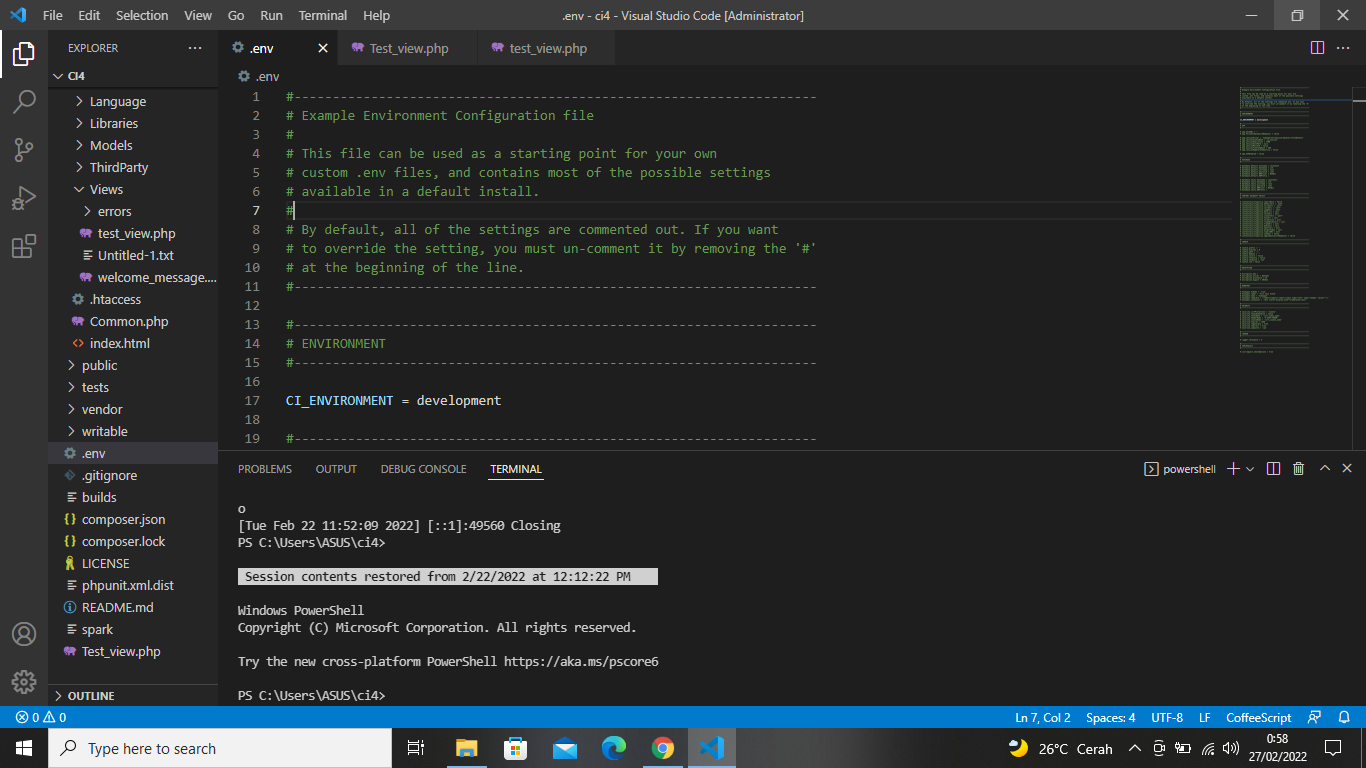 File Edit Selection View Go Run Terminal Help
.env - ci4 - Visual Studio Code [Administrator]
EXPLORER
.env
Test_view.php
test_view.php
CI4
Language
Libraries
Models
ThirdParty
Views
errors
test_view.php
Untitled-1.txt
welcome_message....
.htaccess
Common.php
index.html
public
tests
vendor
writable
.env
.gitignore
builds
composer.json
composer.lock
LICENSE
phpunit.xml.dist
README.md
spark
Test_view.php
OUTLINE
.env
1 #--------------------------------------------------------------------
2 # Example Environment Configuration file
3 #
4 # This file can be used as a starting point for your own
5 # custom .env files, and contains most of the possible settings
6 # available in a default install.
7 #
8 # By default, all of the settings are commented out. If you want
9 # to override the setting, you must un-comment it by removing the '#'
10 # at the beginning of the line.
11 #--------------------------------------------------------------------
12
13 #--------------------------------------------------------------------
14 # ENVIRONMENT
15 #--------------------------------------------------------------------
16
17 CI_ENVIRONMENT = development
18
19 #--------------------------------------------------------------------
PROBLEMS OUTPUT DEBUG CONSOLE TERMINAL
powershell
o
[Tue Feb 22 11:52:09 2022] [::1]:49560 Closing
PS C:\Users\ASUS\ci4>
Session contents restored from 2/22/2022 at 12:12:22 PM
Windows PowerShell
Copyright (C) Microsoft Corporation. All rights reserved.
Try the new cross-platform PowerShell https://aka.ms/pscore6
PS C:\Users\ASUS\ci4>
0 0
Ln 7, Col 2 Spaces: 4 UTF-8 LF CoffeeScript
Type here to search
26°C Cerah
0:58
27/02/2022